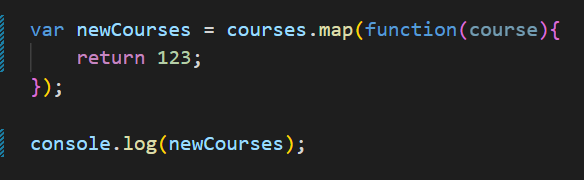 var newCourses = courses.map(function(course){
    return 123;
});
console.log(newCourses);